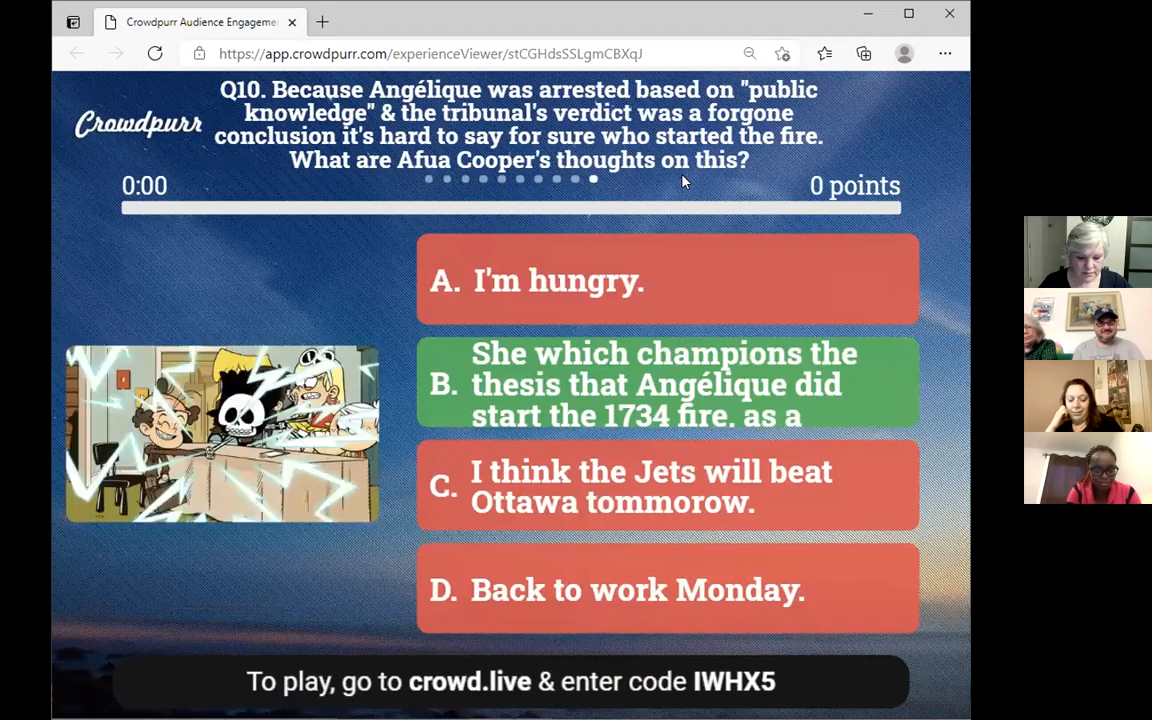 Crowdpurr Audience Engageme
https://app.crowdpurr.com/experienceViewer/stCGHdsSSLgmCBXqJ
Crowdpurr
Q10. Because Angélique was arrested based on "public
knowledge" & the tribunal's verdict was a forgone
conclusion it's hard to say for sure who started the fire.
What are Afua Cooper's thoughts on this?
0:00
0 points
A. I'm hungry.
B. She which champions the
thesis that Angélique did
start the 1734 fire, as a
C. I think the Jets will beat
Ottawa tommorow.
D. Back to work Monday.
To play, go to crowd.live & enter code IWHX5